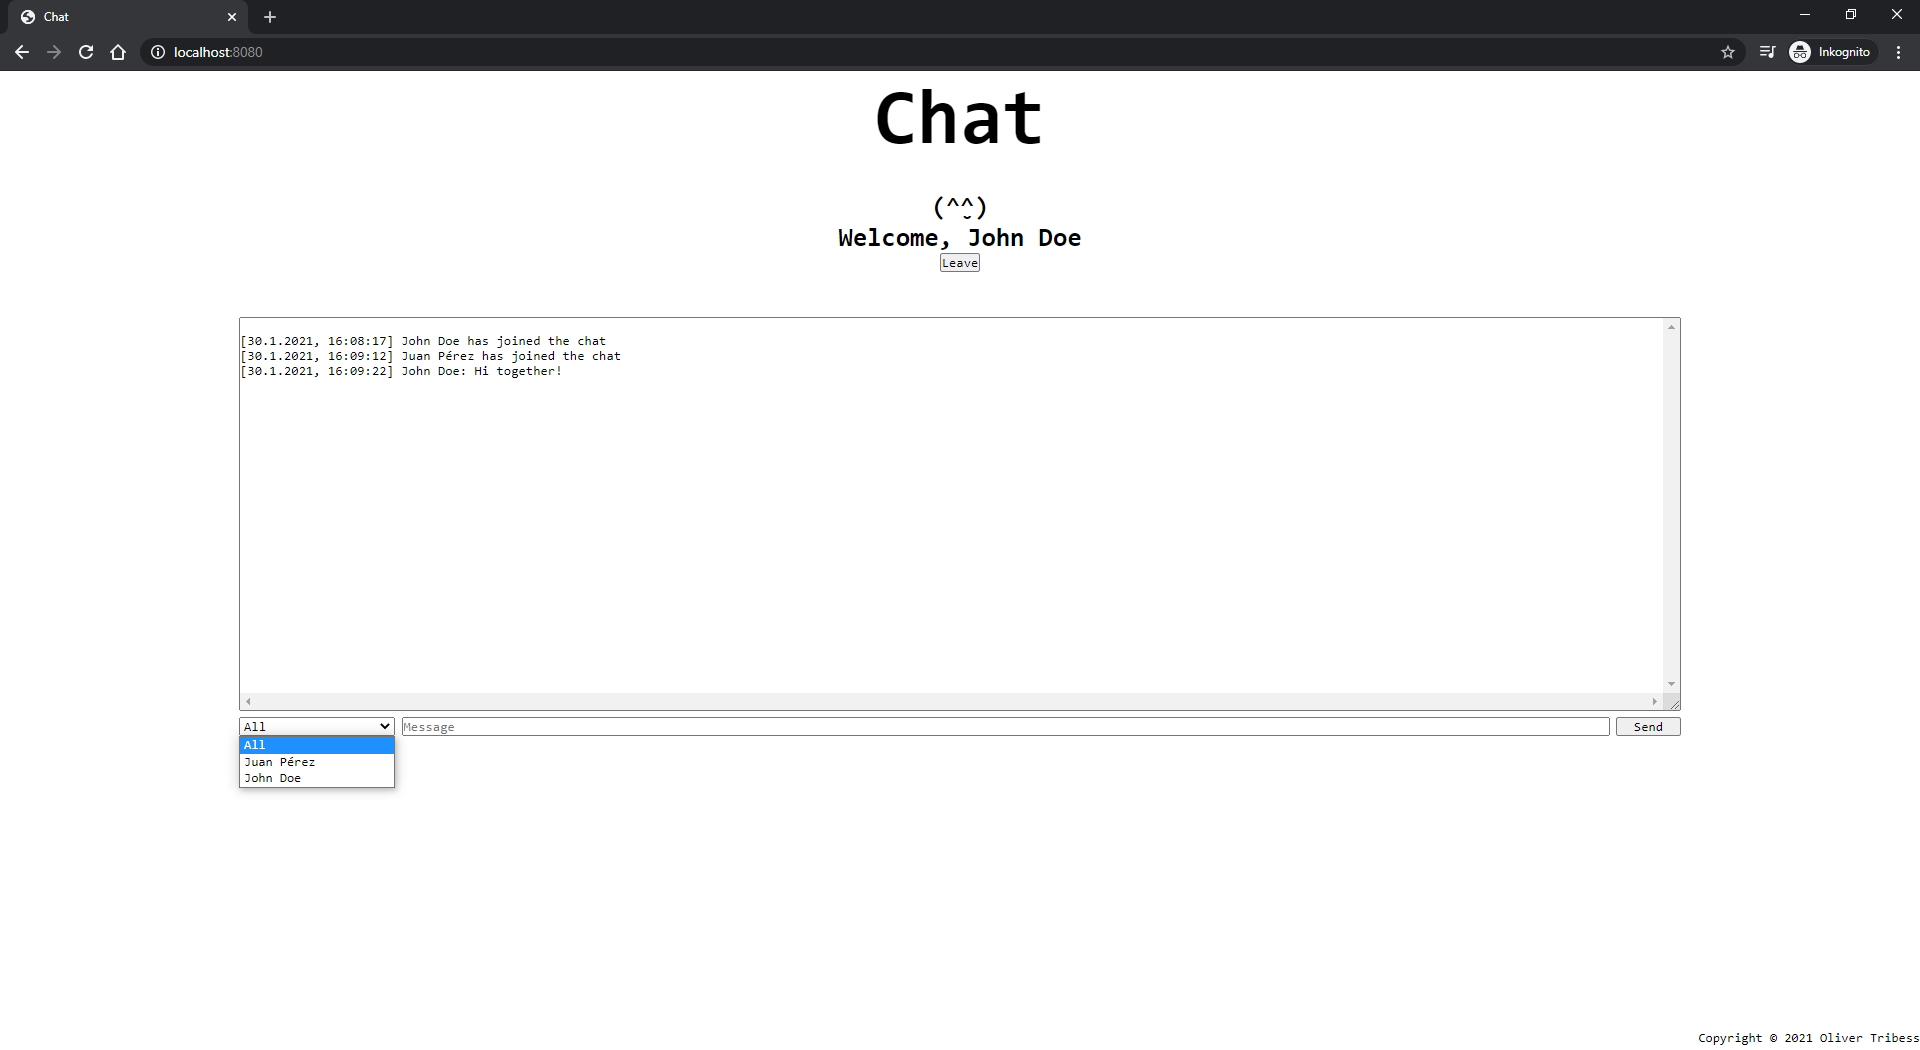 Chat
localhost:8080
Inkognito
Chat
(^^̮)
Welcome, John Doe
Leave
[30.1.2021, 16:08:17] John Doe has joined the chat
[30.1.2021, 16:09:12] Juan Pérez has joined the chat
[30.1.2021, 16:09:22] John Doe: Hi together!
All Message Send
All
Juan Pérez
John Doe
Copyright © 2021 Oliver Tribess